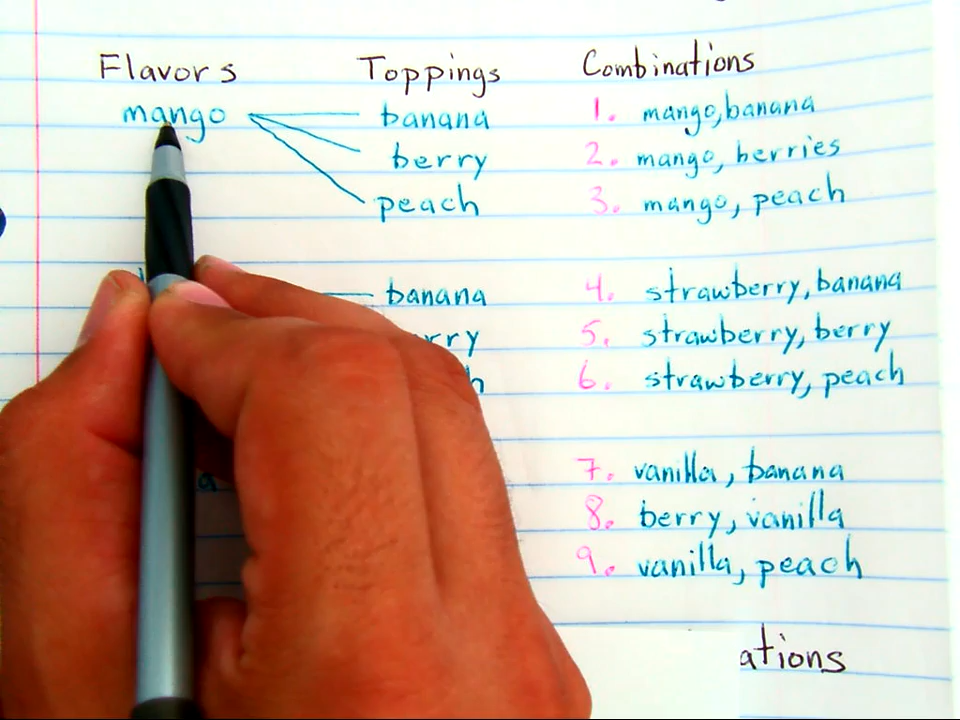 Flavors Toppings Combinations
mango banana 1. mango, banana
berry 2. mango, berries
peach 3. mango, peach
banana 4. strawberry, banana
rry 5. strawberry, berry
h 6. strawberry, peach
a 7. vanilla, banana
8. berry, vanilla
9. vanilla, peach
ations